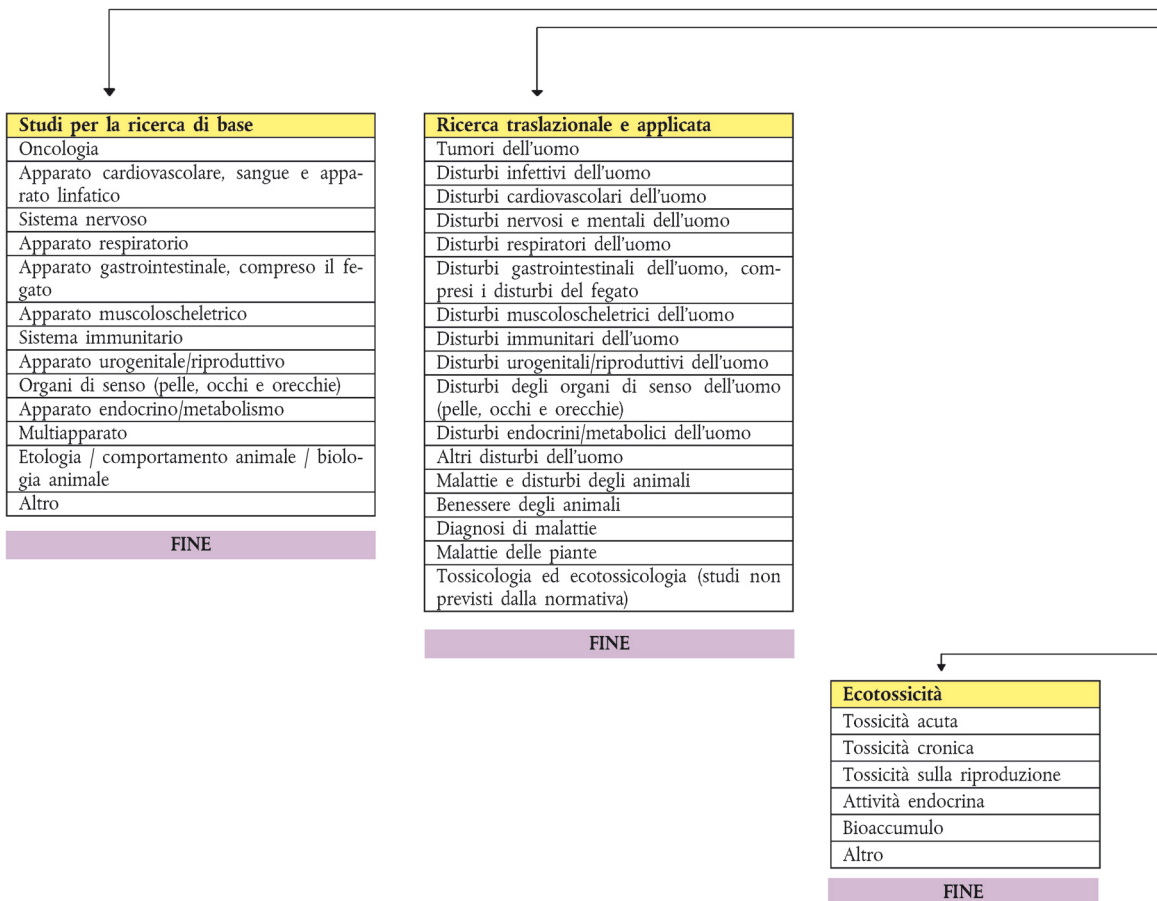 Studi per la ricerca di base
Oncologia
Apparato cardiovascolare, sangue e appa-
rato linfatico
Sistema nervoso
Apparato respiratorio
Apparato gastrointestinale, compreso il fe-
gato
Apparato muscoloscheletrico
Sistema immunitario
Apparato urogenitale/riproduttivo
Organi di senso (pelle, occhi e orecchie)
Apparato endocrino/metabolismo
Multiapparato
Etologia / comportamento animale / biolo-
gia animale
Altro
FINE
Ricerca traslazionale e applicata
Tumori dell'uomo
Disturbi infettivi dell'uomo
Disturbi cardiovascolari dell'uomo
Disturbi nervosi e mentali dell'uomo
Disturbi respiratori dell'uomo
Disturbi gastrointestinali dell'uomo, com-
presi i disturbi del fegato
Disturbi muscoloscheletrici dell'uomo
Disturbi immunitari dell'uomo
Disturbi urogenitali/riproduttivi dell'uomo
Disturbi degli organi di senso dell'uomo
(pelle, occhi e orecchie)
Disturbi endocrini/metabolici dell'uomo
Altri disturbi dell'uomo
Malattie e disturbi degli animali
Benessere degli animali
Diagnosi di malattie
Malattie delle piante
Tossicologia ed ecotossicologia (studi non
previsti dalla normativa)
FINE
Ecotossicità
Tossicità acuta
Tossicità cronica
Tossicità sulla riproduzione
Attività endocrina
Bioaccumulo
Altro
FINE